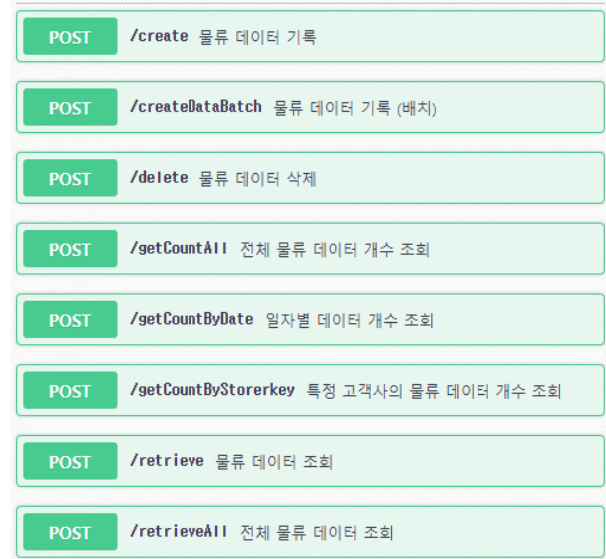 POST /create 물류 데이터 기록
POST /createDataBatch 물류 데이터 기록 (배치)
POST /delete 물류 데이터 삭제
POST /getCountAll 전체 물류 데이터 개수 조회
POST /getCountByDate 일자별 데이터 개수 조회
POST /getCountByStorerkey 특정 고객사의 물류 데이터 개수 조회
POST /retrieve 물류 데이터 조회
POST /retrieveAll 전체 물류 데이터 조회